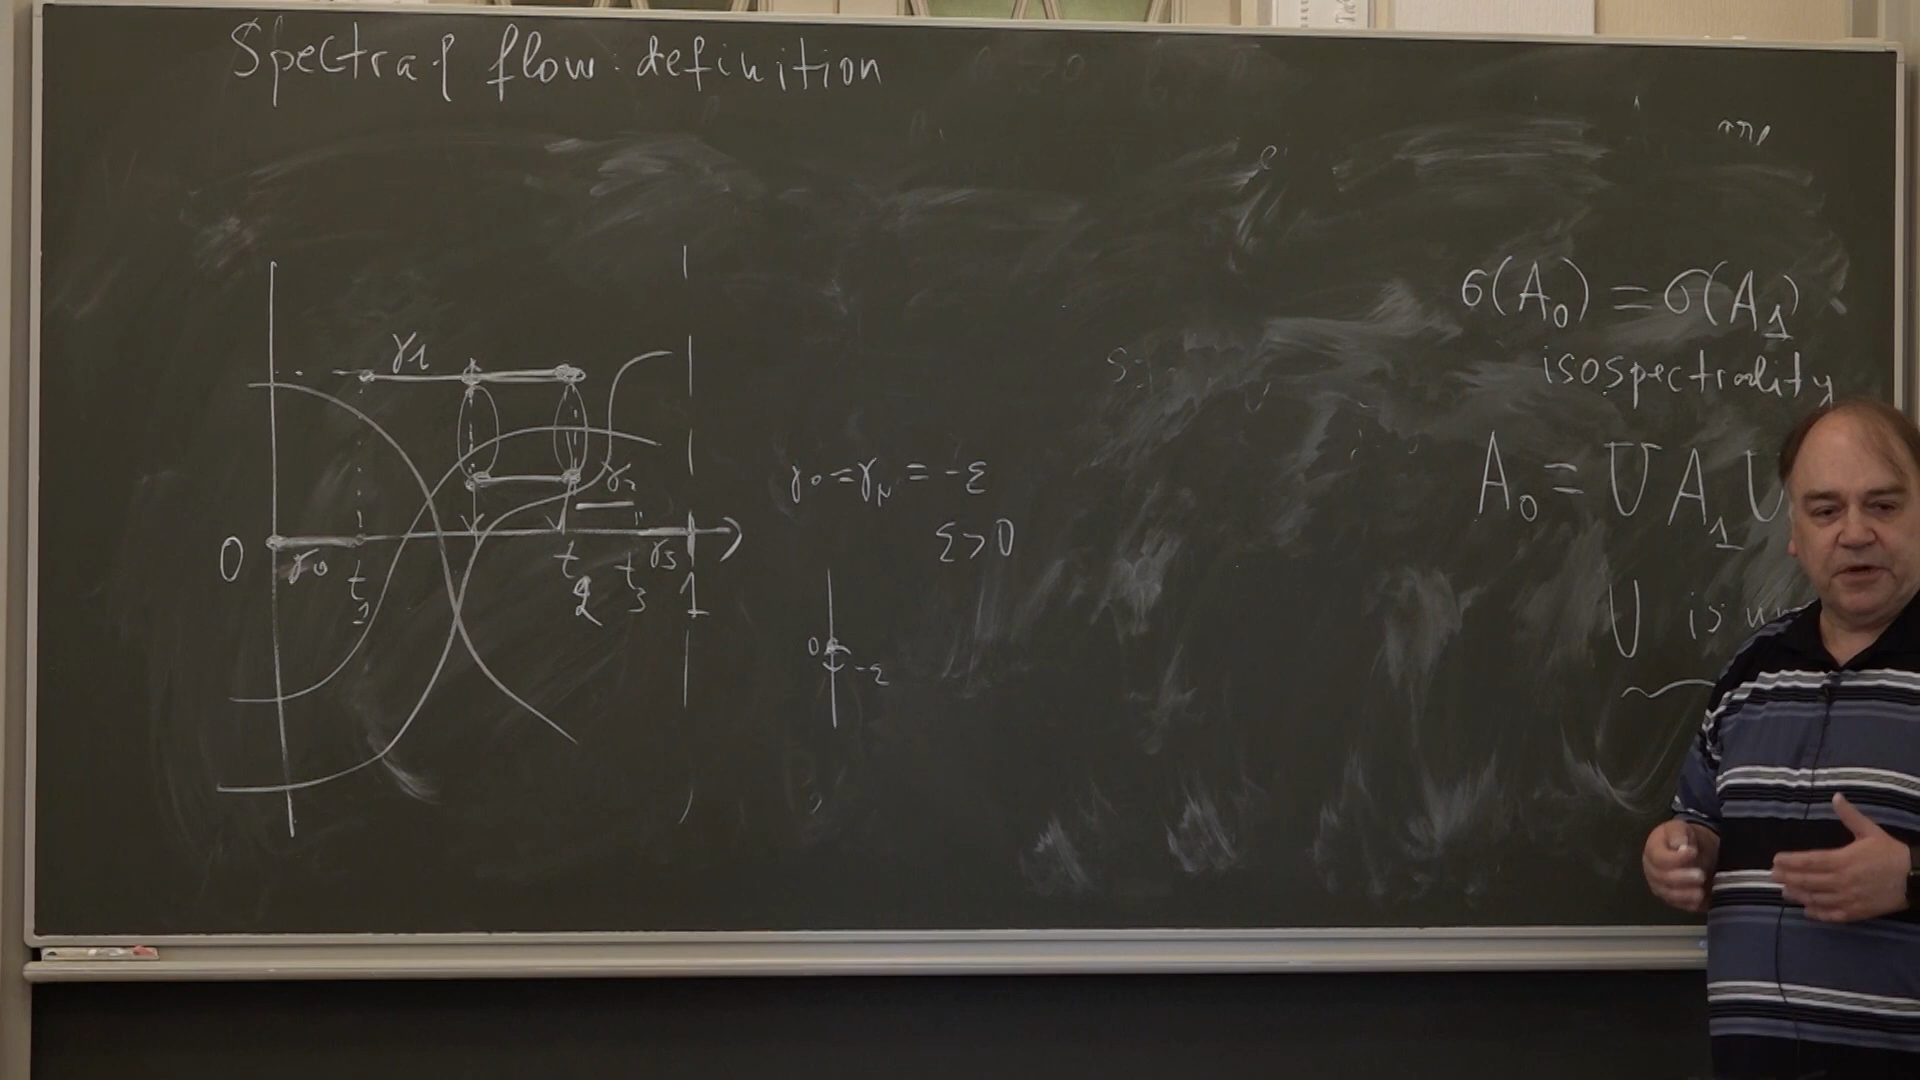 Spectral flow: definition
γ1
γ2
0
γ0
t1
t2
t3
γ3
1
γ0 = γN = -ε
ε>0
0
-ε
σ(A0) = σ(A1)
isospectrality
A0 = U A1 U
U is